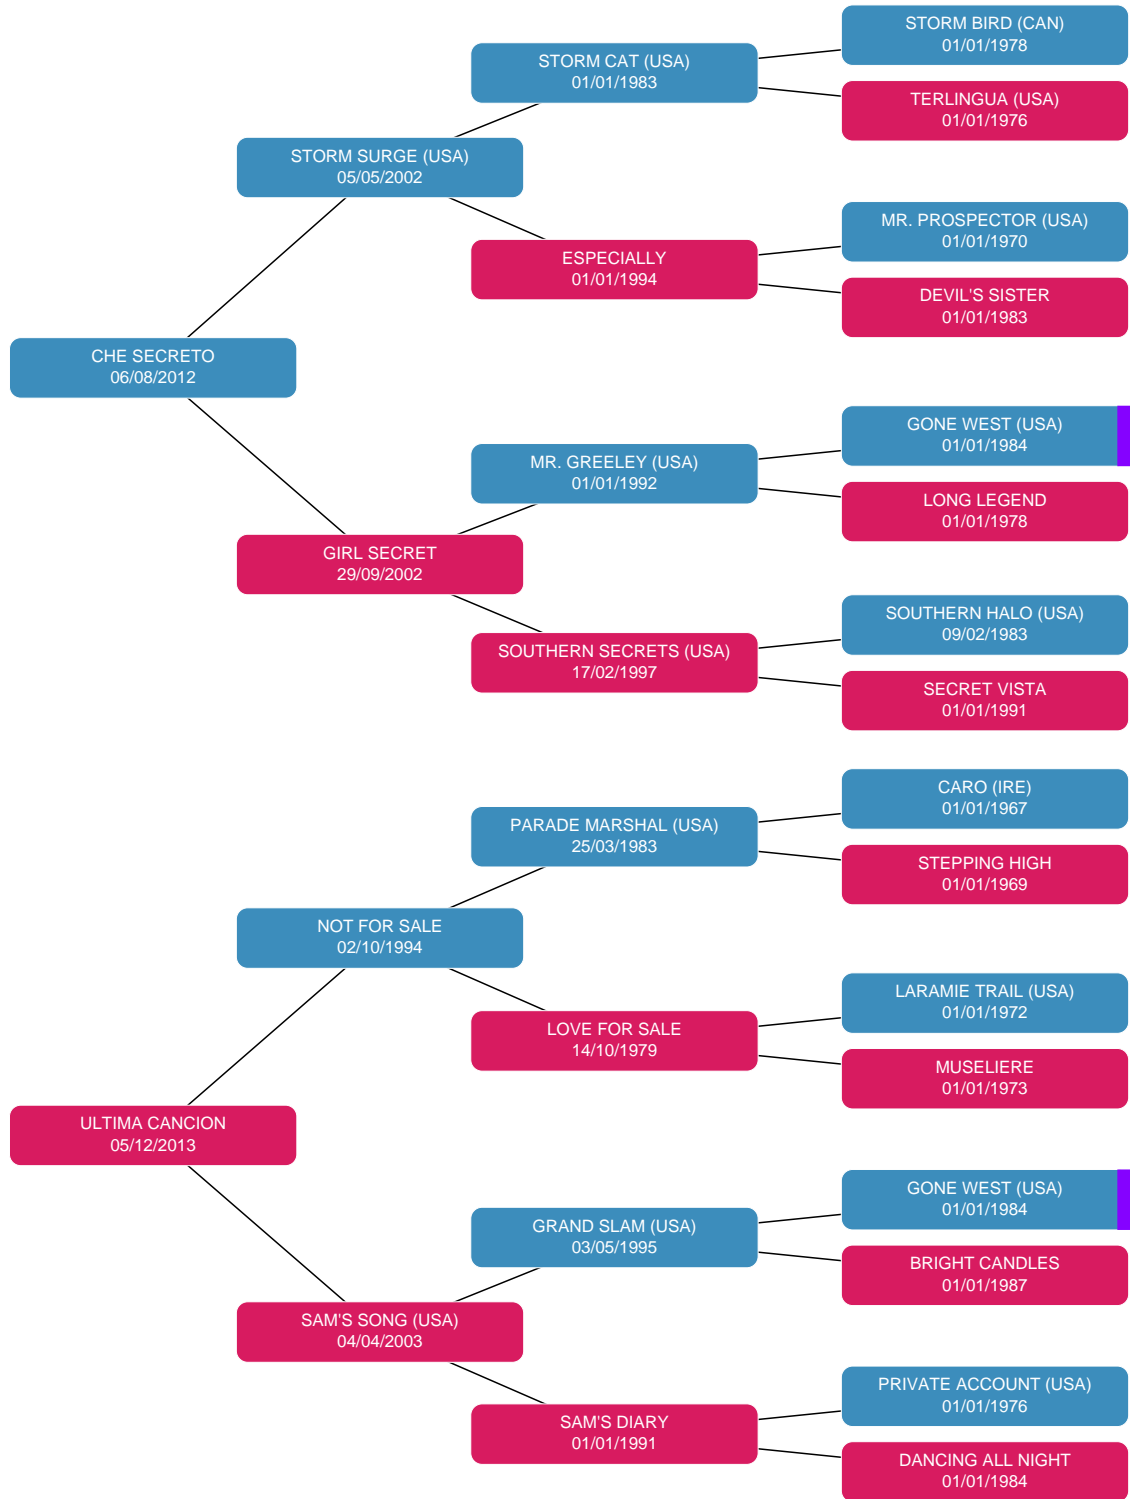 STORM BIRD (CAN)
01/01/1978
STORM CAT (USA)
01/01/1983
TERLINGUA (USA)
01/01/1976
STORM SURGE (USA)
05/05/2002
MR. PROSPECTOR (USA)
01/01/1970
ESPECIALLY
01/01/1994
DEVIL'S SISTER
01/01/1983
CHE SECRETO
06/08/2012
GONE WEST (USA)
01/01/1984
MR. GREELEY (USA)
01/01/1992
LONG LEGEND
01/01/1978
GIRL SECRET
29/09/2002
SOUTHERN HALO (USA)
09/02/1983
SOUTHERN SECRETS (USA)
17/02/1997
SECRET VISTA
01/01/1991
CARO (IRE)
01/01/1967
PARADE MARSHAL (USA)
25/03/1983
STEPPING HIGH
01/01/1969
NOT FOR SALE
02/10/1994
LARAMIE TRAIL (USA)
01/01/1972
LOVE FOR SALE
14/10/1979
MUSELIERE
01/01/1973
ULTIMA CANCION
05/12/2013
GONE WEST (USA)
01/01/1984
GRAND SLAM (USA)
03/05/1995
BRIGHT CANDLES
01/01/1987
SAM'S SONG (USA)
04/04/2003
PRIVATE ACCOUNT (USA)
01/01/1976
SAM'S DIARY
01/01/1991
DANCING ALL NIGHT
01/01/1984